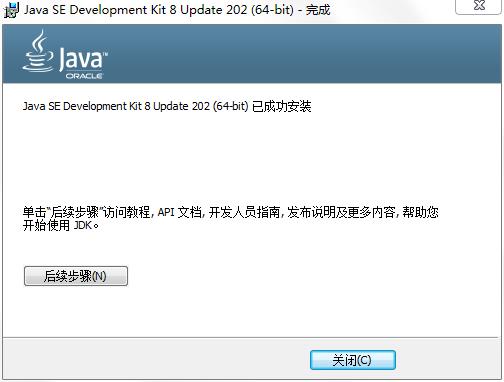 Java SE Development Kit 8 Update 202 (64-bit) - 完成
Java™
ORACLE
Java SE Development Kit 8 Update 202 (64-bit) 已成功安装
单击“后续步骤”访问教程, API 文档, 开发人员指南, 发布说明及更多内容, 帮助您
开始使用 JDK。
后续步骤(N)
关闭(C)